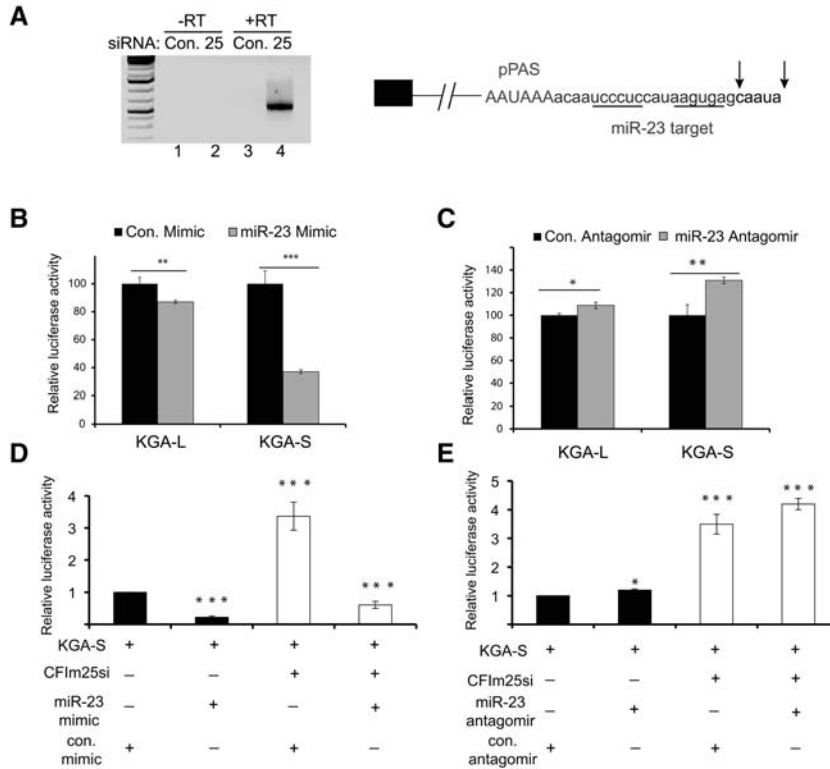 A
-RT +RT
siRNA: Con. 25 Con. 25
1 2 3 4
pPAS
AAUAAAacaaucccuccauaagugagcaaua
miR-23 target
B
Con. Mimic miR-23 Mimic
Relative luciferase activity
100
80
60
40
20
0
**
***
KGA-L KGA-S
C
Con. Antagomir miR-23 Antagomir
Relative luciferase activity
140
120
100
80
60
40
20
0
*
**
KGA-L KGA-S
D
Relative luciferase activity
4
3
2
1
***
***
***
KGA-S + + + +
CFIm25si – – + +
miR-23 mimic – + – +
con. mimic + – + –
E
Relative luciferase activity
5
4
3
2
1
0
*
***
***
KGA-S + + + +
CFIm25si – – + +
miR-23 antagomir – + – +
con. antagomir + – + –